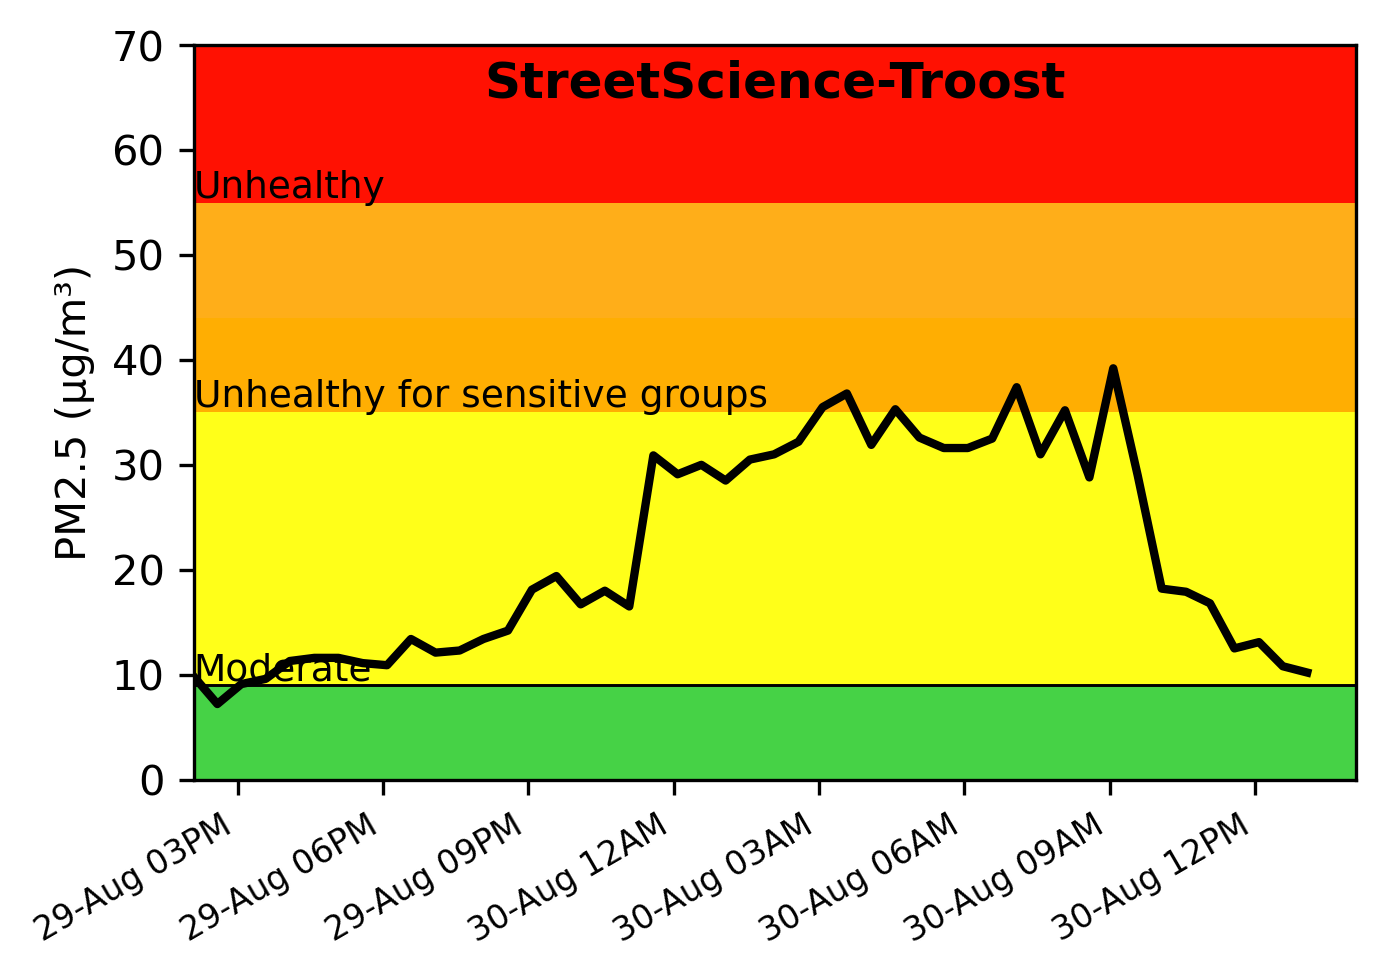 StreetScience-Troost
70
60
50
40
30
20
10
0
PM2.5 (µg/m³)
Unhealthy
Unhealthy for sensitive groups
Moderate
29-Aug 03PM
29-Aug 06PM
29-Aug 09PM
30-Aug 12AM
30-Aug 03AM
30-Aug 06AM
30-Aug 09AM
30-Aug 12PM